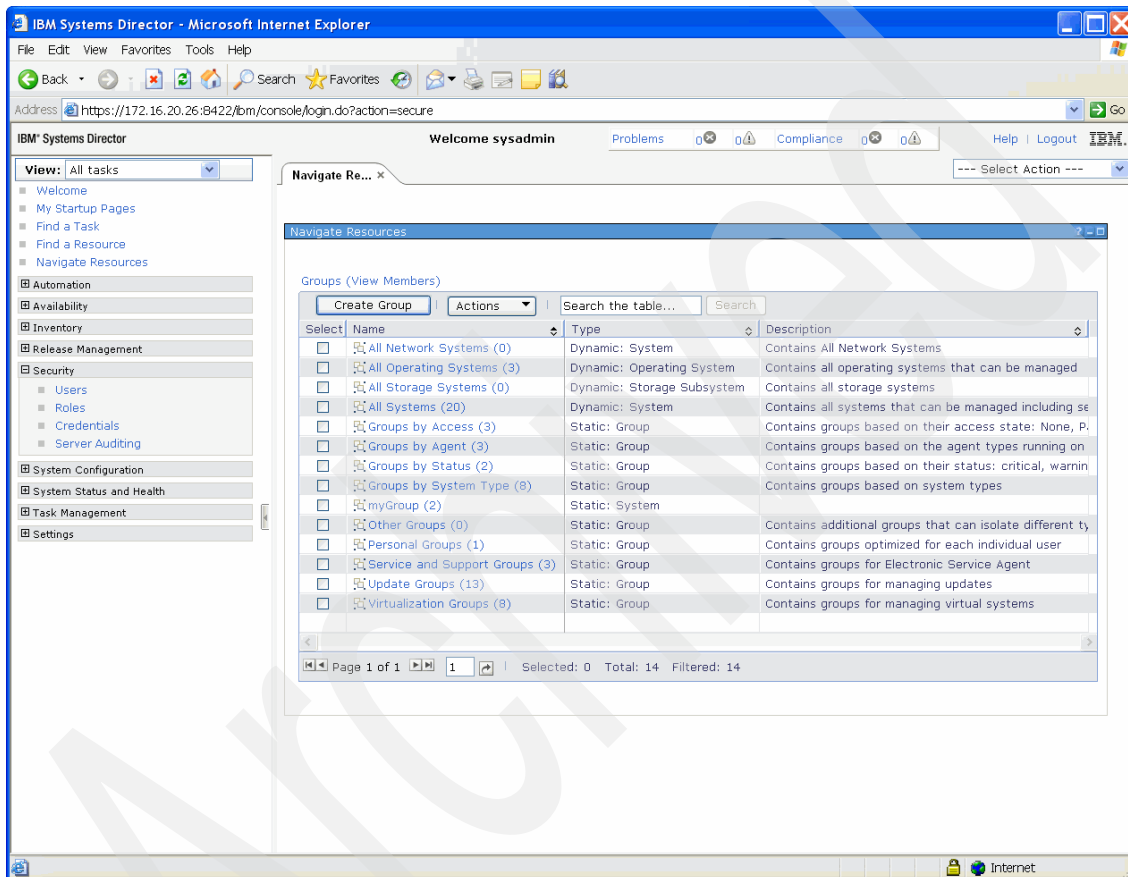 IBM Systems Director - Microsoft Internet Explorer
File Edit View Favorites Tools Help
Back Search Favorites
Address https://172.16.20.26:8422/ibm/console/login.do?action=secure Go
IBM® Systems Director Welcome sysadmin Problems 0 0 Compliance 0 0 Help | Logout IBM.
View: All tasks
Navigate Re... × --- Select Action ---
Welcome
My Startup Pages
Find a Task
Find a Resource
Navigate Resources
Automation
Availability
Inventory
Release Management
Security
Users
Roles
Credentials
Server Auditing
System Configuration
System Status and Health
Task Management
Settings
Navigate Resources
Groups (View Members)
Create Group Actions Search the table... Search
Select Name Type Description
All Network Systems (0) Dynamic: System Contains All Network Systems
All Operating Systems (3) Dynamic: Operating System Contains all operating systems that can be managed
All Storage Systems (0) Dynamic: Storage Subsystem Contains all storage systems
All Systems (20) Dynamic: System Contains all systems that can be managed including se
Groups by Access (3) Static: Group Contains groups based on their access state: None, Pa
Groups by Agent (3) Static: Group Contains groups based on the agent types running on
Groups by Status (2) Static: Group Contains groups based on their status: critical, warnin
Groups by System Type (8) Static: Group Contains groups based on system types
myGroup (2) Static: System
Other Groups (0) Static: Group Contains additional groups that can isolate different ty
Personal Groups (1) Static: Group Contains groups optimized for each individual user
Service and Support Groups (3) Static: Group Contains groups for Electronic Service Agent
Update Groups (13) Static: Group Contains groups for managing updates
Virtualization Groups (8) Static: Group Contains groups for managing virtual systems
Page 1 of 1 1 Selected: 0 Total: 14 Filtered: 14
Internet
Archived